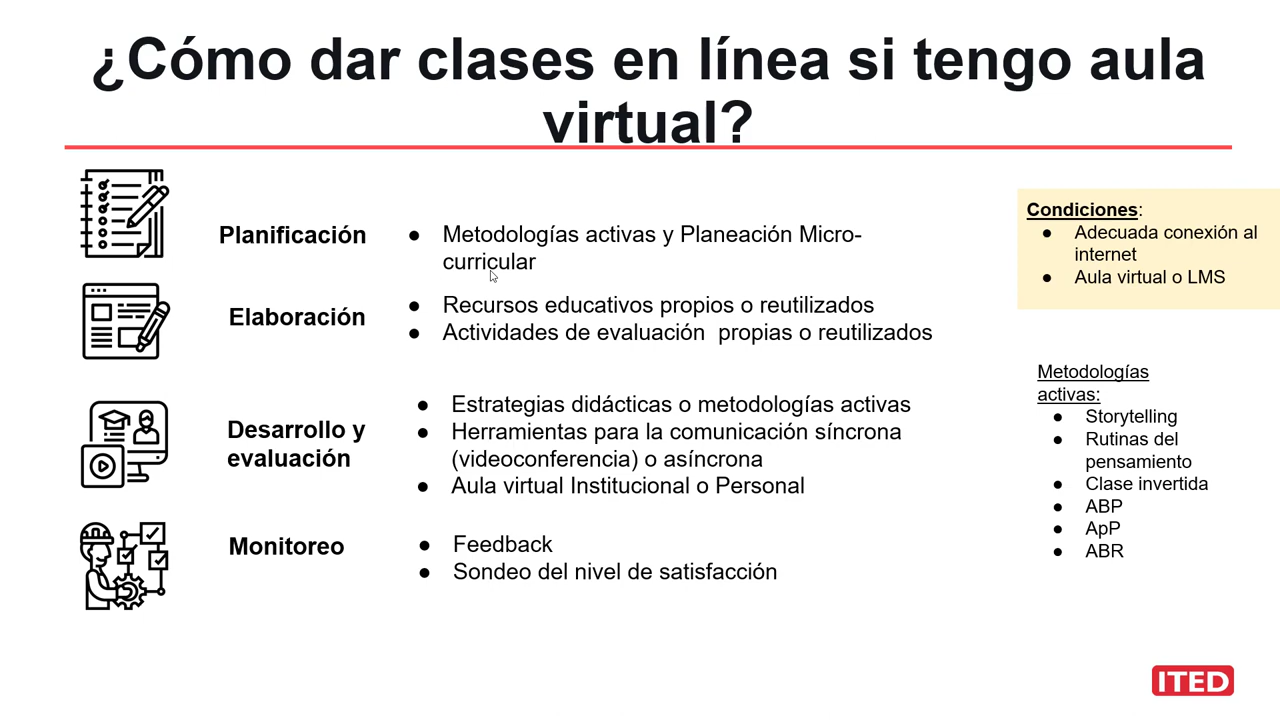 ¿Cómo dar clases en línea si tengo aula
virtual?
Planificación
● Metodologías activas y Planeación Micro-
curricular
Elaboración
● Recursos educativos propios o reutilizados
● Actividades de evaluación  propias o reutilizados
Desarrollo y
evaluación
● Estrategias didácticas o metodologías activas
● Herramientas para la comunicación síncrona
(videoconferencia) o asíncrona
● Aula virtual Institucional o Personal
Monitoreo
● Feedback
● Sondeo del nivel de satisfacción
Condiciones:
● Adecuada conexión al
internet
● Aula virtual o LMS
Metodologías
activas:
● Storytelling
● Rutinas del
pensamiento
● Clase invertida
● ABP
● ApP
● ABR
ITED